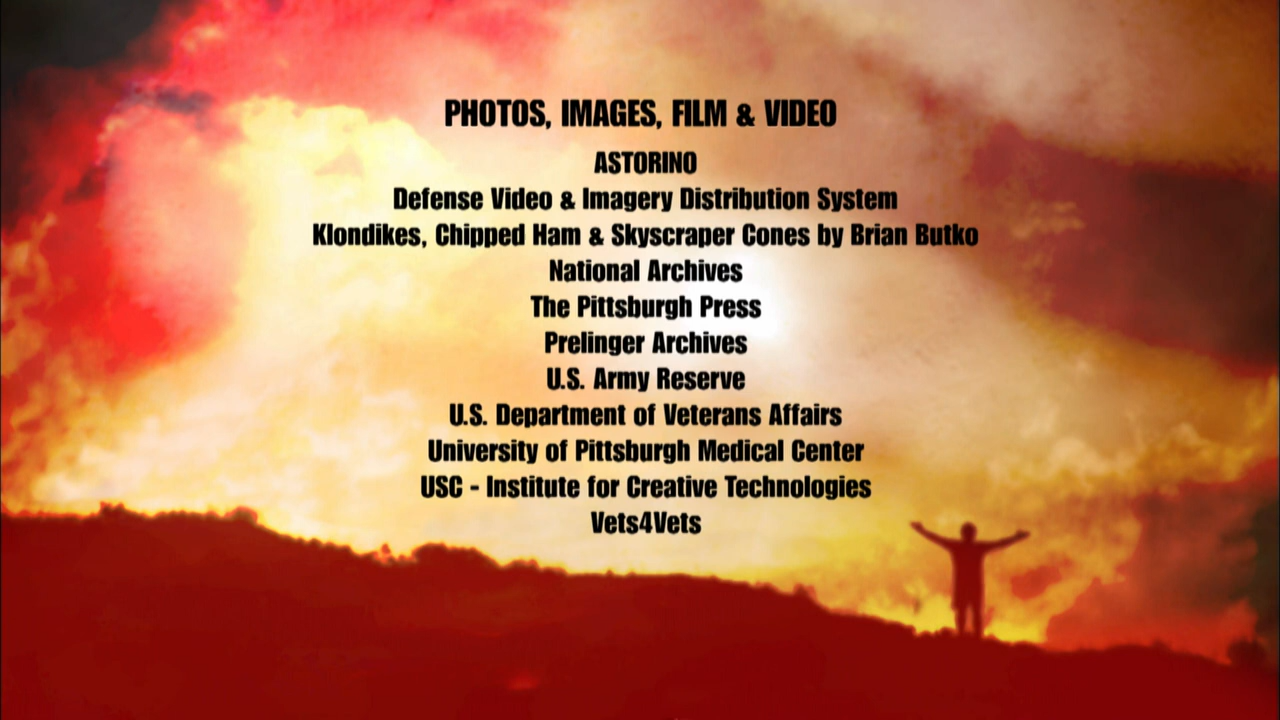 PHOTOS, IMAGES, FILM & VIDEO
ASTORINO
Defense Video & Imagery Distribution System
Klondikes, Chipped Ham & Skyscraper Cones by Brian Butko
National Archives
The Pittsburgh Press
Prelinger Archives
U.S. Army Reserve
U.S. Department of Veterans Affairs
University of Pittsburgh Medical Center
USC - Institute for Creative Technologies
Vets4Vets